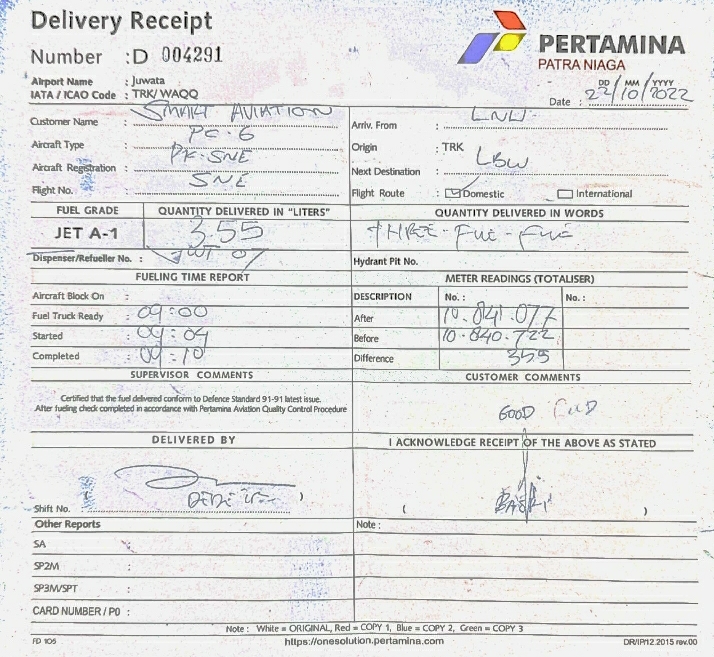 Delivery Receipt
Number : D 004291
PERTAMINA
PATRA NIAGA
Airport Name : Juwata
IATA / ICAO Code : TRK/ WAQQ
DD MM YYYY
Date : 22/10/2022
Customer Name : SMART AVIATION
Aircraft Type : PC-6
Aircraft Registration : PK-SNE
Flight No. : SNE
Arriv. From : LNU
Origin : TRK
Next Destination : LBW
Flight Route : Domestic International
FUEL GRADE QUANTITY DELIVERED IN "LITERS" QUANTITY DELIVERED IN WORDS
JET A-1 355 THREE - FIVE - FIVE
Dispenser/Refueller No. : 07 Hydrant Pit No.
FUELING TIME REPORT METER READINGS (TOTALISER)
Aircraft Block On : DESCRIPTION No. : No. :
Fuel Truck Ready : 09:00 After 10.841.077
Started : 09:04 Before 10.840.722
Completed : 09:10 Difference 355
SUPERVISOR COMMENTS CUSTOMER COMMENTS
Certified that the fuel delivered conform to Defence Standard 91-91 latest issue.
After fueling check completed in accordance with Pertamina Aviation Quality Control Procedure
GOOD
DELIVERED BY I ACKNOWLEDGE RECEIPT OF THE ABOVE AS STATED
Shift No. ( DEDE ) ( )
Other Reports Note :
SA :
SP2M :
SP3M/SPT :
CARD NUMBER / PO :
Note : White = ORIGINAL, Red = COPY 1, Blue = COPY 2, Green = COPY 3
FD 105 https://onesolution.pertamina.com DR/IP/12.2015 rev.00